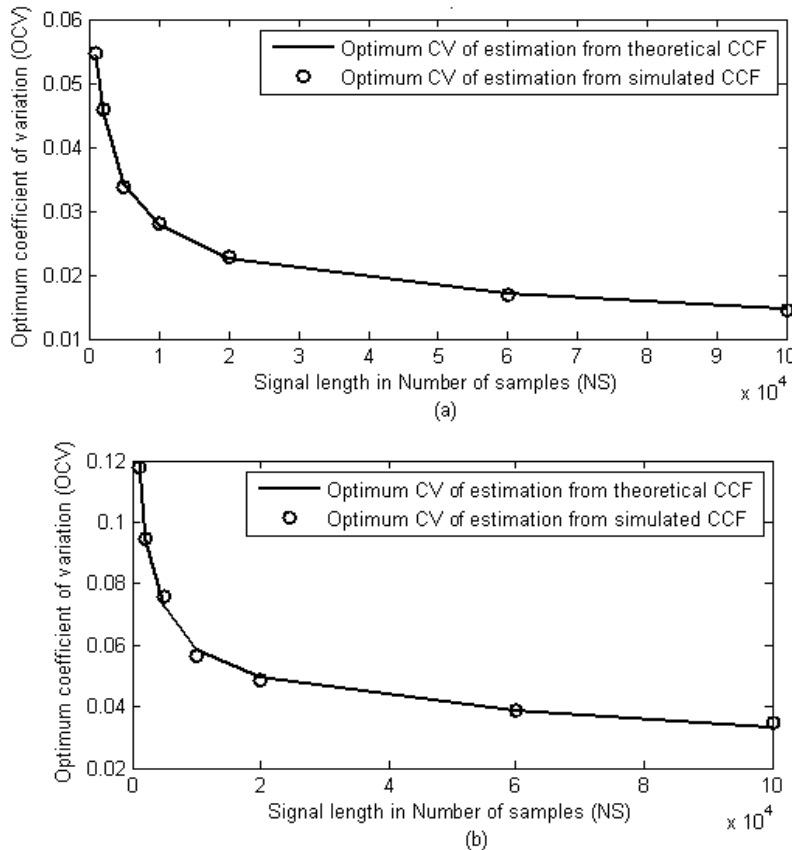 Optimum coefficient of variation (OCV)
0.06
0.05
0.04
0.03
0.02
0.01
Optimum CV of estimation from theoretical CCF
Optimum CV of estimation from simulated CCF
0 1 2 3 4 5 6 7 8 9 10
Signal length in Number of samples (NS)
x 10^4
(a)
Optimum coefficient of variation (OCV)
0.12
0.1
0.08
0.06
0.04
0.02
Optimum CV of estimation from theoretical CCF
Optimum CV of estimation from simulated CCF
0 2 4 6 8 10
Signal length in Number of samples (NS)
x 10^4
(b)